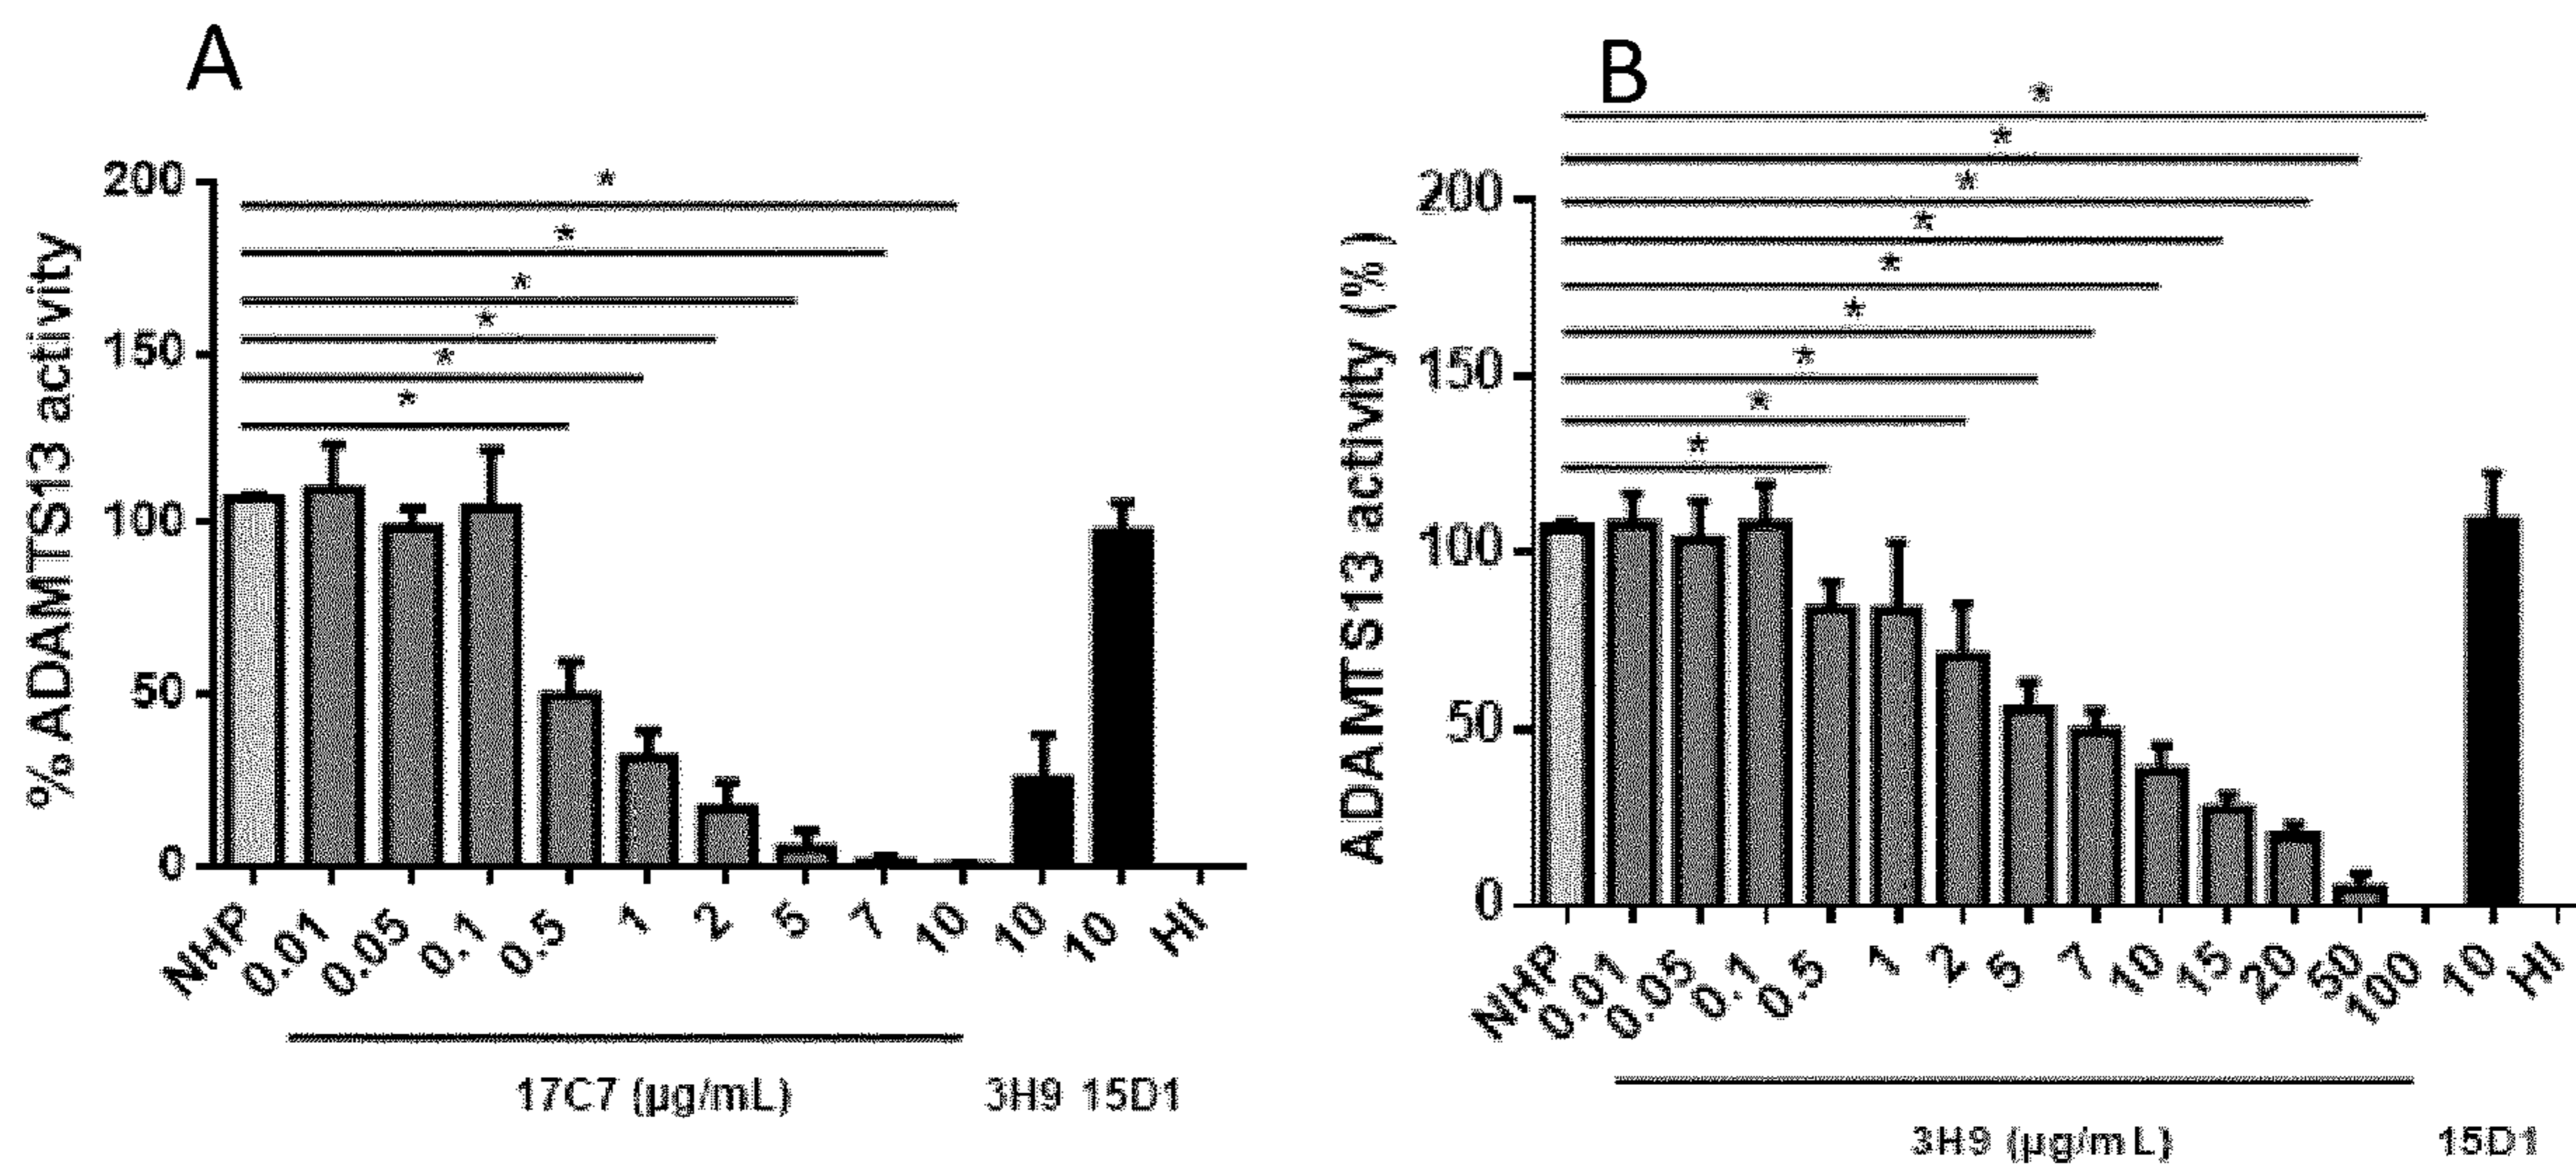 A
B
% ADAMTS13 activity
200
150
100
50
0
* * * * * *
NHP 0.01 0.05 0.1 0.5 1 2 5 7 10 10 10 HI
17C7 (µg/mL) 3H9 15D1
ADAMTS13 activity (%)
200
150
100
50
0
* * * * * * * * *
NHP 0.01 0.05 0.1 0.5 1 2 5 7 10 15 20 50 100 10 HI
3H9 (µg/mL) 15D1